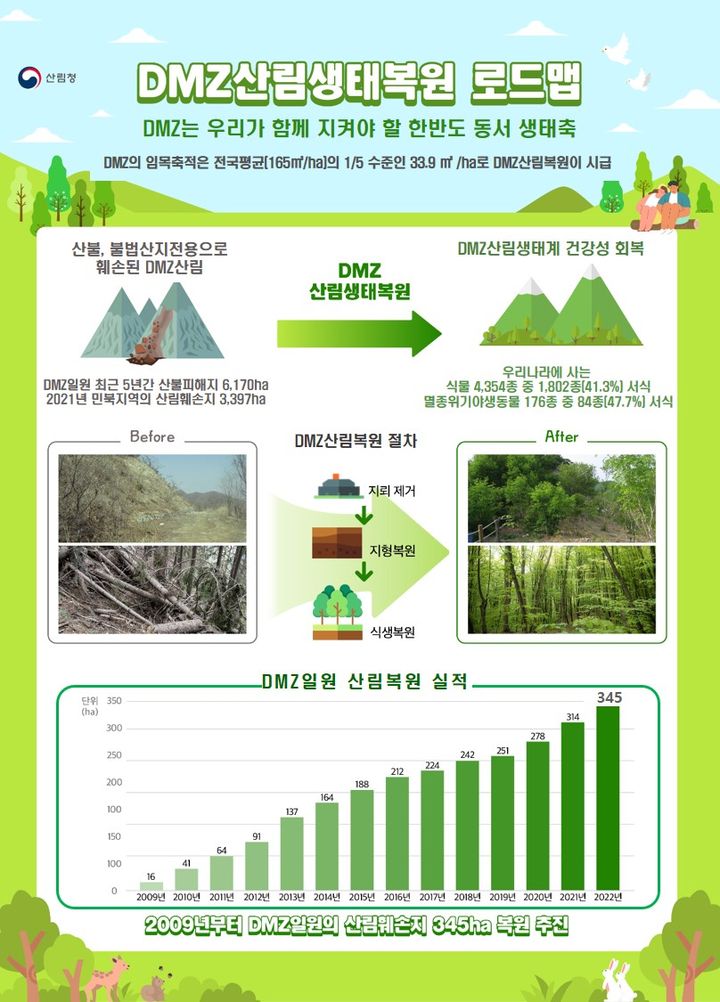 산림청
DMZ산림생태복원 로드맵
DMZ는 우리가 함께 지켜야 할 한반도 동서 생태축
DMZ의 임목축적은 전국평균(165㎥/ha)의 1/5 수준인 33.9 ㎥ /ha로 DMZ산림복원이 시급
산불, 불법산지전용으로
훼손된 DMZ산림
DMZ
산림생태복원
DMZ산림생태계 건강성 회복
DMZ일원 최근 5년간 산불피해지 6,170ha
2021년 민북지역의 산림훼손지 3,397ha
우리나라에 사는
식물 4,354종 중 1,802종(41.3%) 서식
멸종위기야생동물 176종 중 84종(47.7%) 서식
Before
DMZ산림복원 절차
After
지뢰 제거
지형복원
식생복원
DMZ일원 산림복원 실적
단위
(ha)
350
300
250
200
100
150
100
0
16
41
64
91
137
164
188
212
224
242
251
278
314
345
2009년 2010년 2011년 2012년 2013년 2014년 2015년 2016년 2017년 2018년 2019년 2020년 2021년 2022년
2009년부터 DMZ일원의 산림훼손지 345ha 복원 추진